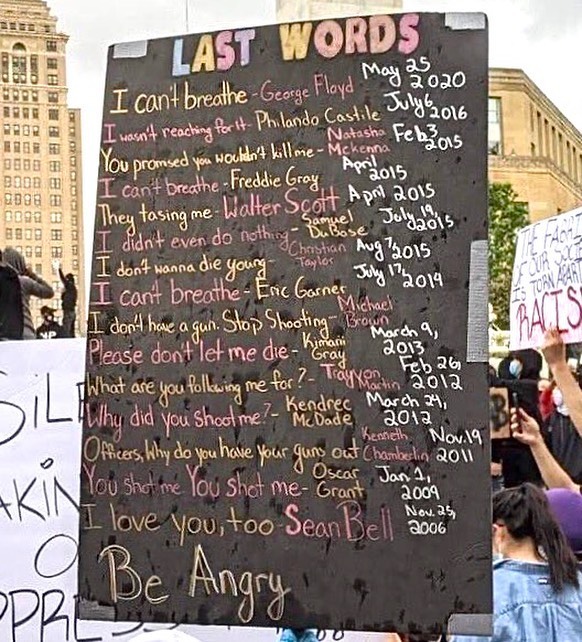 LAST WORDS
I can't breathe - George Floyd May 25 2020
I wasn't reaching for it - Philando Castile July 6, 2016
You promised you wouldn't kill me - Natasha Mckenna Feb 3 2015
I can't breathe - Freddie Gray April 2015
They tasing me - Walter Scott April 2015
I didn't even do nothing - Samuel DuBose July 19, 2015
I don't wanna die young - Christian Taylor Aug 7, 2015
I can't breathe - Eric Garner July 17, 2014
I don't have a gun. Stop Shooting - Michael Brown
Please don't let me die - Kimani Gray March 9, 2013
What are you following me for? - Trayvon Martin Feb 26, 2012
Why did you shoot me? - Kendrec McDade March 24, 2012
Officers, Why do you have your guns out Kenneth Chamberlin Nov. 19 2011
You shot me You shot me - Oscar Grant Jan 1, 2009
I love you, too - Sean Bell Nov. 25, 2006
Be Angry
SIL
AKIN
O
PPRESS
OF OUR SOC
IS TORN APAR
RACIS